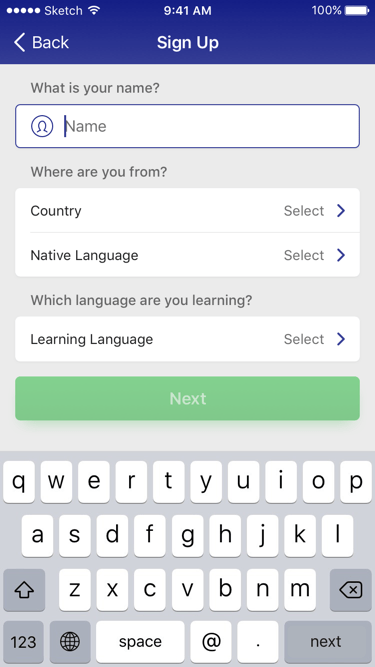 Sketch 9:41 AM 100%
Back Sign Up
What is your name?
Name
Where are you from?
Country Select
Native Language Select
Which language are you learning?
Learning Language Select
Next
q w e r t y u i o p
a s d f g h j k l
z x c v b n m
123 space @ . next